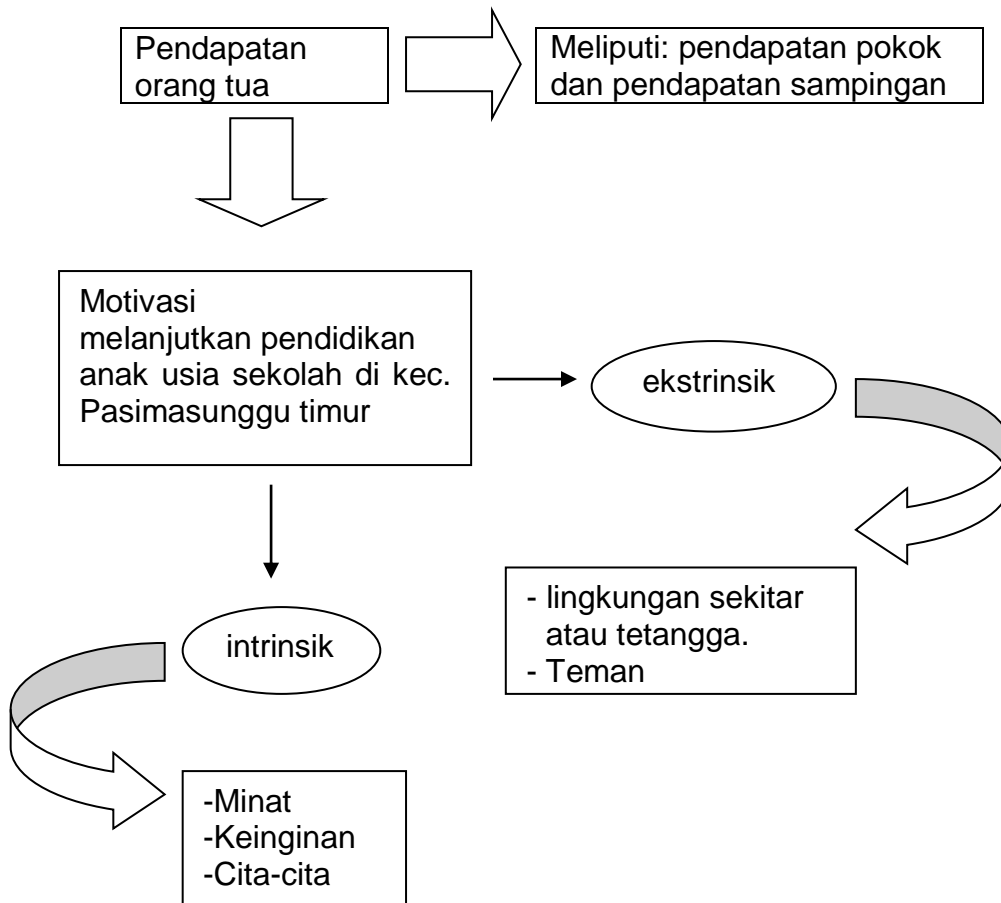 Pendapatan
orang tua
Meliputi: pendapatan pokok
dan pendapatan sampingan
Motivasi
melanjutkan pendidikan
anak usia sekolah di kec.
Pasimasunggu timur
ekstrinsik
- lingkungan sekitar
atau tetangga.
- Teman
intrinsik
-Minat
-Keinginan
-Cita-cita